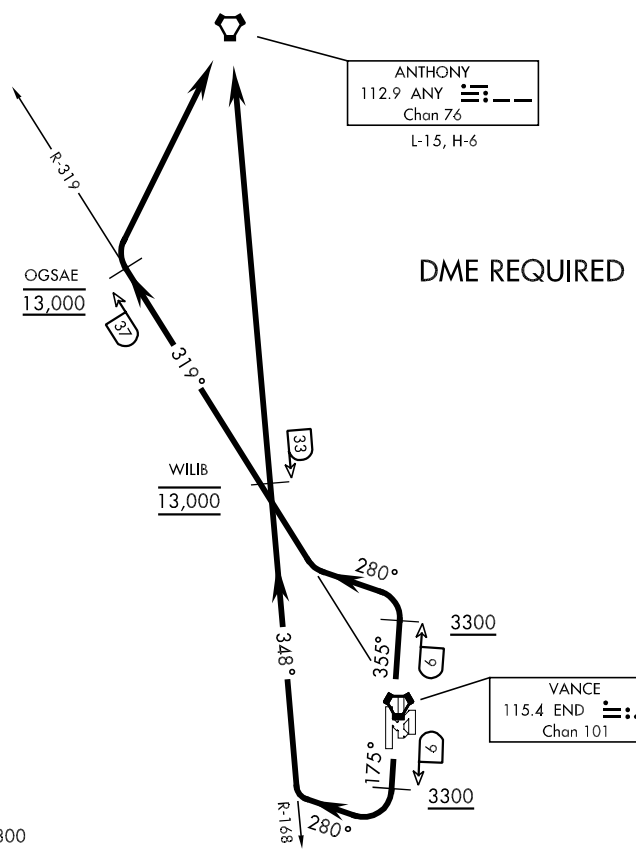 ANTHONY
112.9 ANY
Chan 76
L-15, H-6
R-319
DME REQUIRED
OGSAE
13,000
37
319°
33
WILIB
13,000
280°
3300
348°
355°
6
VANCE
115.4 END
Chan 101
175°
6
3300
R-168
280°
300